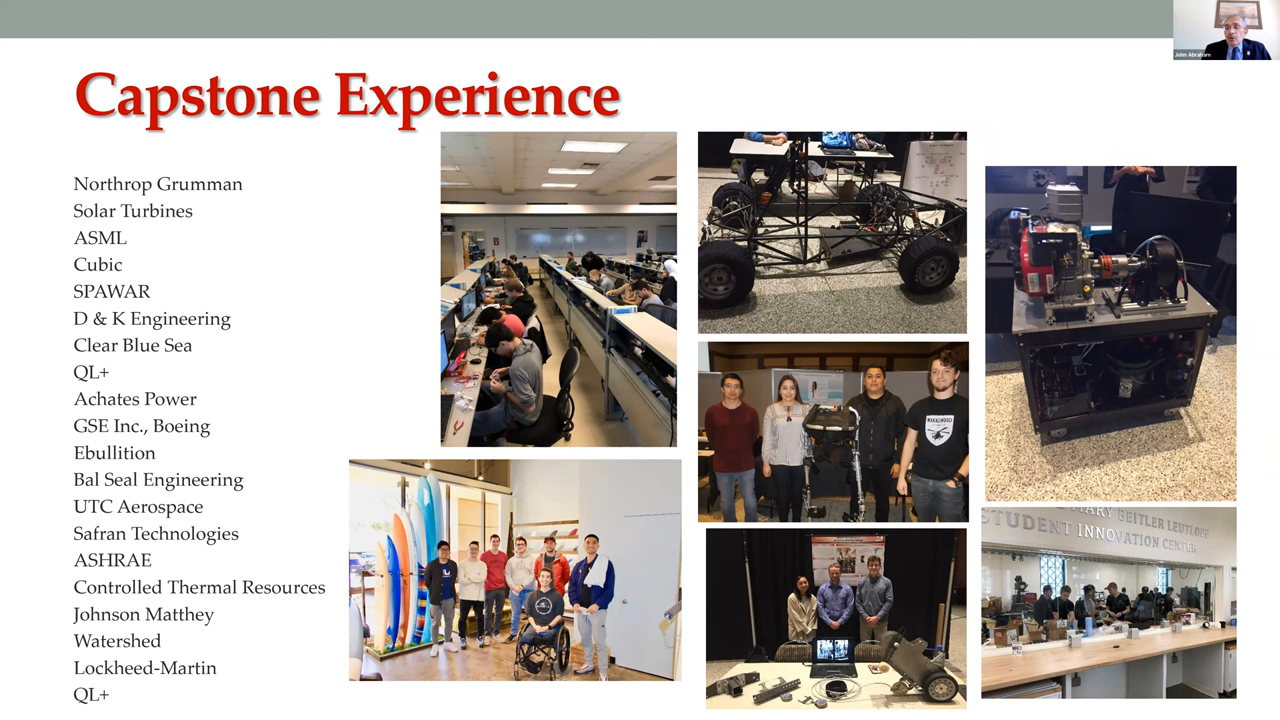 John Abraham
Capstone Experience
Northrop Grumman
Solar Turbines
ASML
Cubic
SPAWAR
D & K Engineering
Clear Blue Sea
QL+
Achates Power
GSE Inc., Boeing
Ebullition
Bal Seal Engineering
UTC Aerospace
Safran Technologies
ASHRAE
Controlled Thermal Resources
Johnson Matthey
Watershed
Lockheed-Martin
QL+
BEITLER
STUDENT INNOVATION CENTER